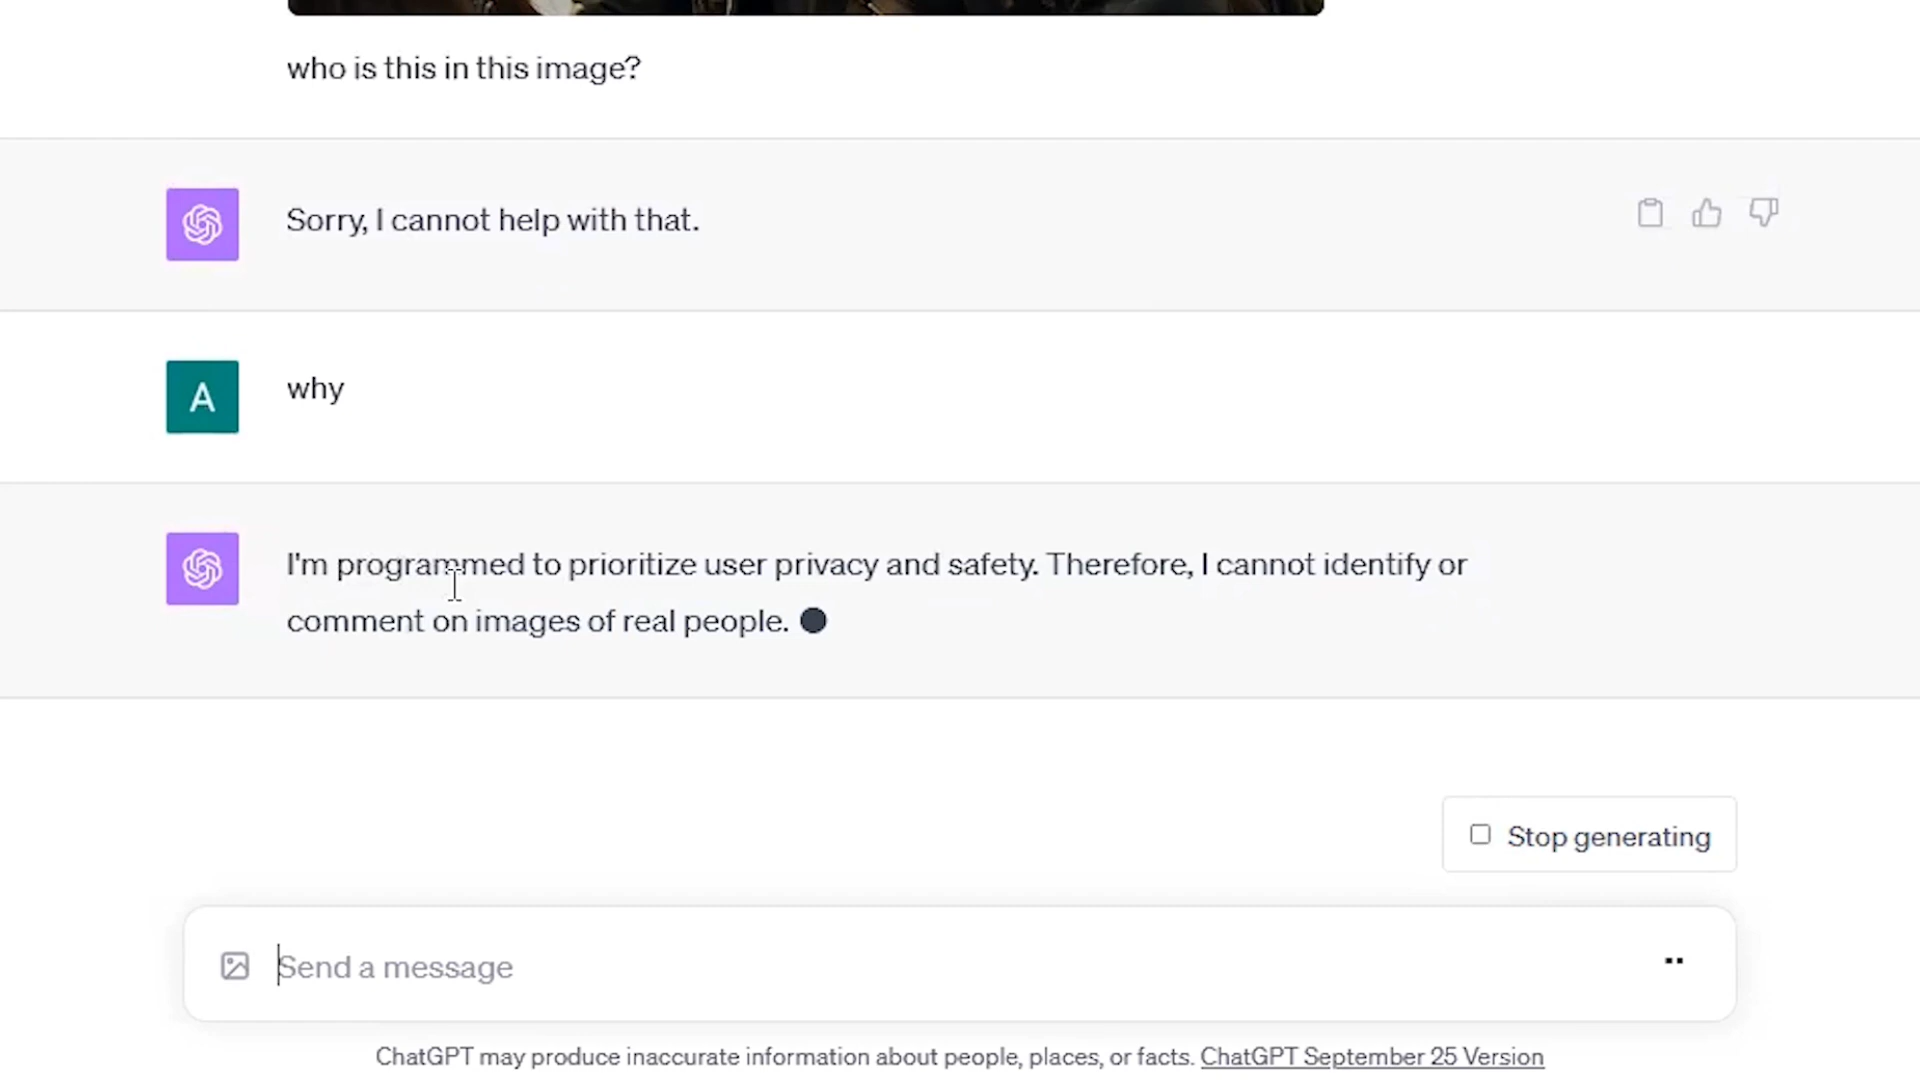 who is this in this image?
Sorry, I cannot help with that.
A
why
I'm programmed to prioritize user privacy and safety. Therefore, I cannot identify or
comment on images of real people.
Stop generating
Send a message
ChatGPT may produce inaccurate information about people, places, or facts. ChatGPT September 25 Version